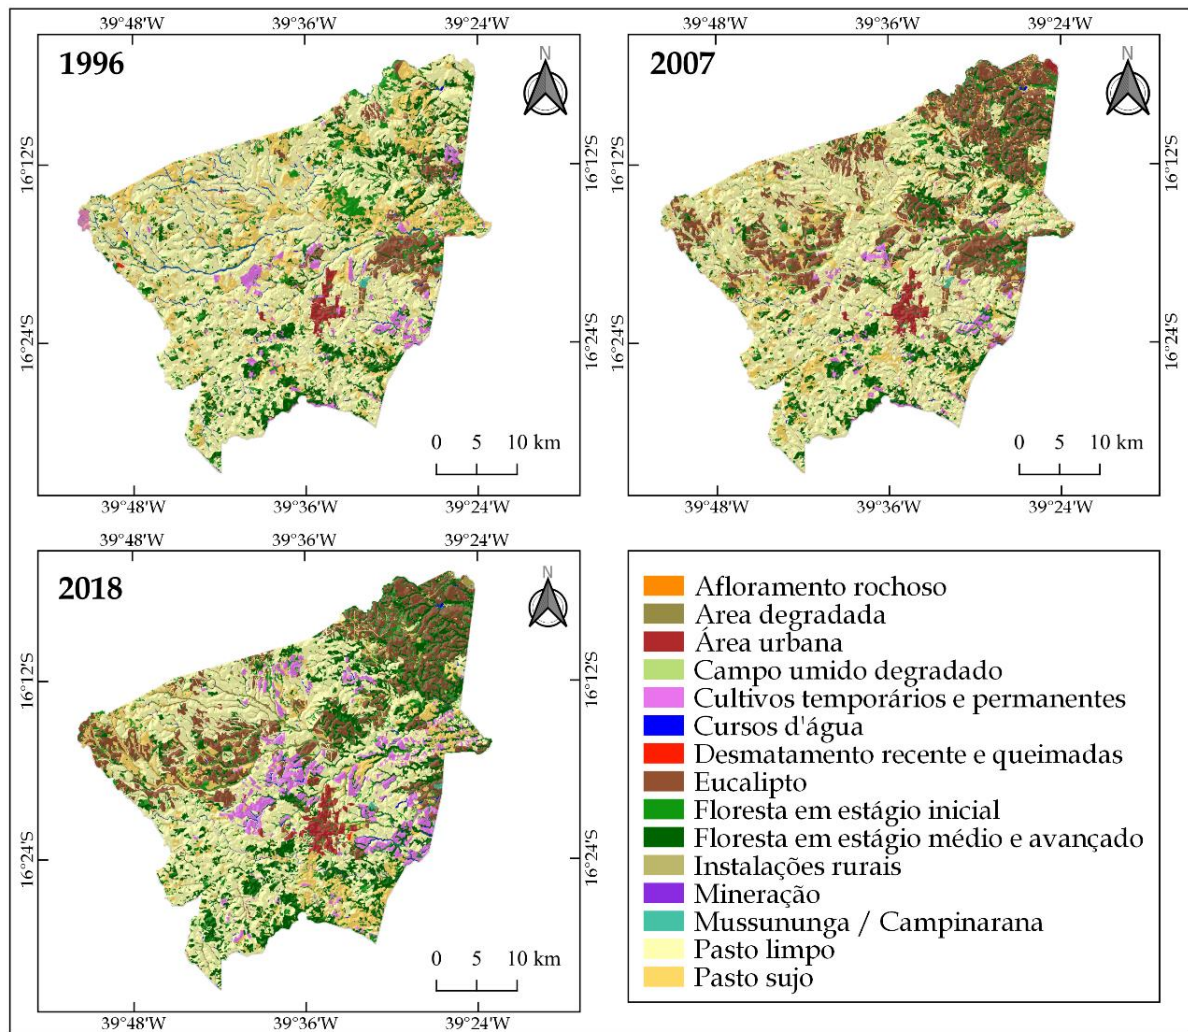 39°48'W 39°36'W 39°24'W
39°36'W 39°24'W
1996
N
2007
N
16°12'S
16°12'S
16°12'S
16°12'S
16°24'S
16°24'S
16°24'S
16°24'S
0 5 10 km
0 5 10 km
39°48'W 39°36'W 39°24'W
39°48'W 39°36'W 39°24'W
39°48'W 39°36'W 39°24'W
2018
N
16°12'S
16°12'S
16°24'S
16°24'S
0 5 10 km
39°48'W 39°36'W 39°24'W
Afloramento rochoso
Area degradada
Área urbana
Campo umido degradado
Cultivos temporários e permanentes
Cursos d'água
Desmatamento recente e queimadas
Eucalipto
Floresta em estágio inicial
Floresta em estágio médio e avançado
Instalações rurais
Mineração
Mussununga / Campinarana
Pasto limpo
Pasto sujo